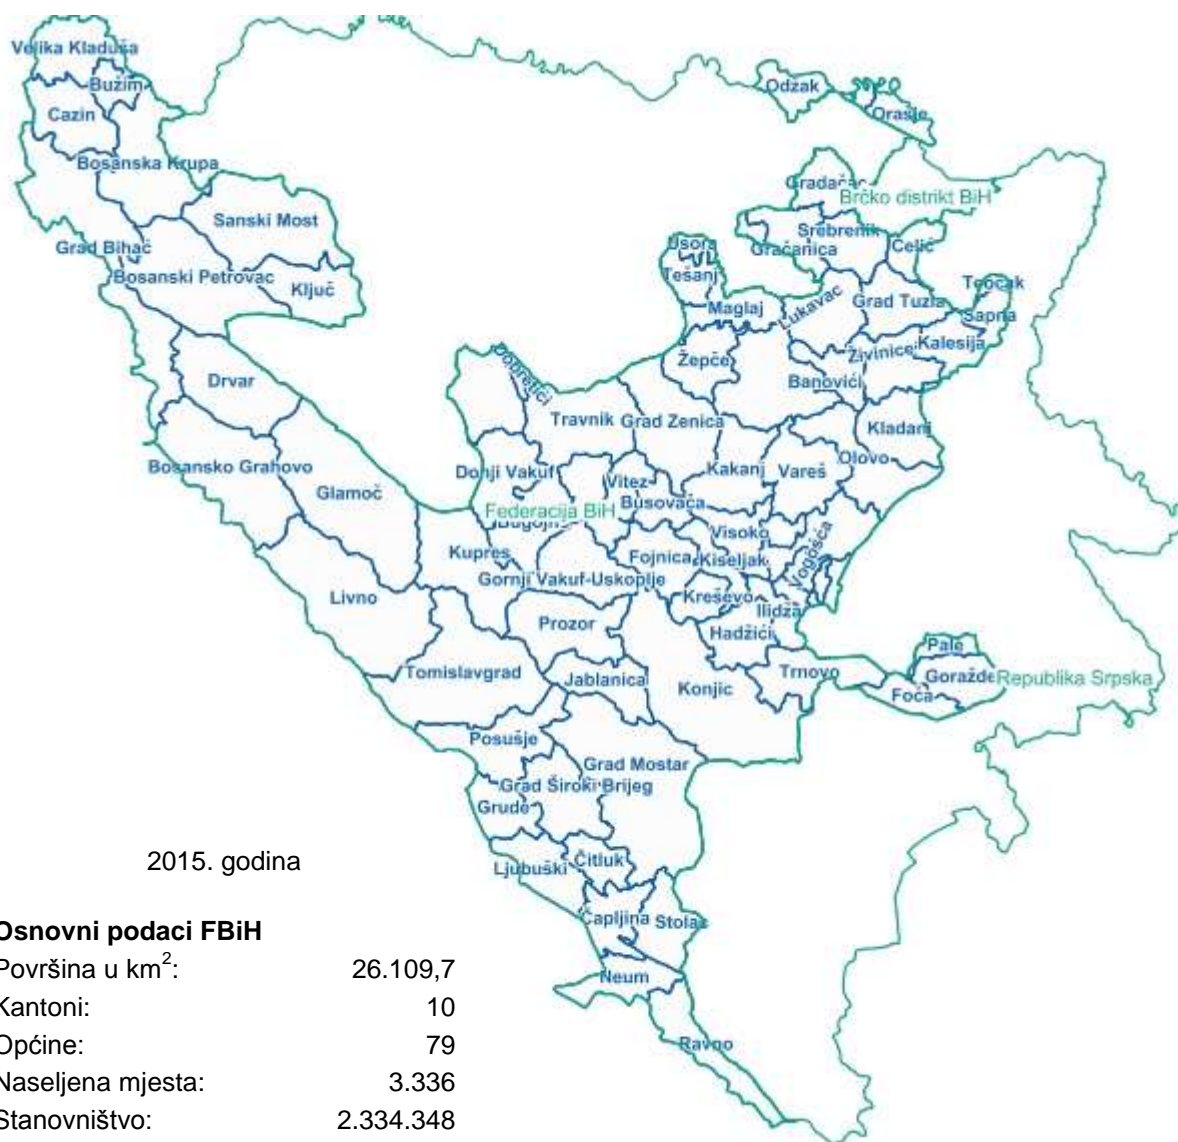 Velika Kladuša
Bužim
Cazin
Odžak
Orašje
Bosanska Krupa
Gradačac
Brčko distrikt BiH
Sanski Most
Srebrenik
Usora
Gračanica
Čelić
Grad Bihać
Bosanski Petrovac
Ključ
Tešanj
Teočak
Maglaj
Lukavac
Grad Tuzla
Sapna
Žepče
Živinice
Kalesija
Dobretići
Drvar
Banovići
Travnik
Grad Zenica
Kladanj
Bosansko Grahovo
Glamoč
Donji Vakuf
Kakanj
Vareš
Olovo
Vitez
Busovača
Federacija BiH
Bugojno
Visoko
Vogošća
Kupres
Fojnica
Kiseljak
Gornji Vakuf-Uskoplje
Livno
Kreševo
Ilidža
Prozor
Hadžići
Pale
Tomislavgrad
Jablanica
Konjic
Trnovo
Goražde
Republika Srpska
Foča
Posušje
Grad Mostar
Grad Široki Brijeg
Grude
Ljubuški
Čitluk
Čapljina
Stolac
Neum
Ravno
2015. godina
Osnovni podaci FBiH
Površina u km²: 26.109,7
Kantoni: 10
Općine: 79
Naseljena mjesta: 3.336
Stanovništvo: 2.334.348